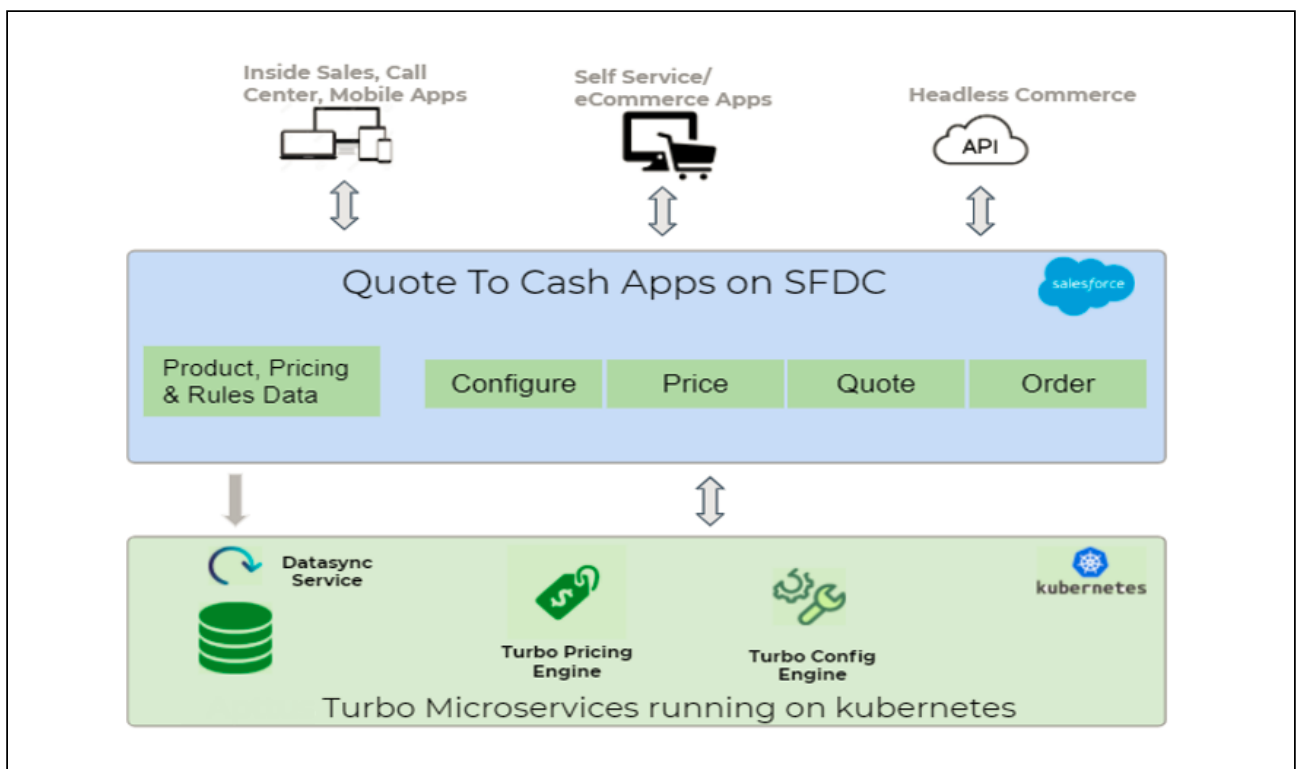 Inside Sales, Call
Center, Mobile Apps
Self Service/
eCommerce Apps
Headless Commerce
API
Quote To Cash Apps on SFDC
salesforce
Product, Pricing
& Rules Data
Configure
Price
Quote
Order
Datasync
Service
kubernetes
$
Turbo Pricing
Engine
Turbo Config
Engine
Turbo Microservices running on kubernetes